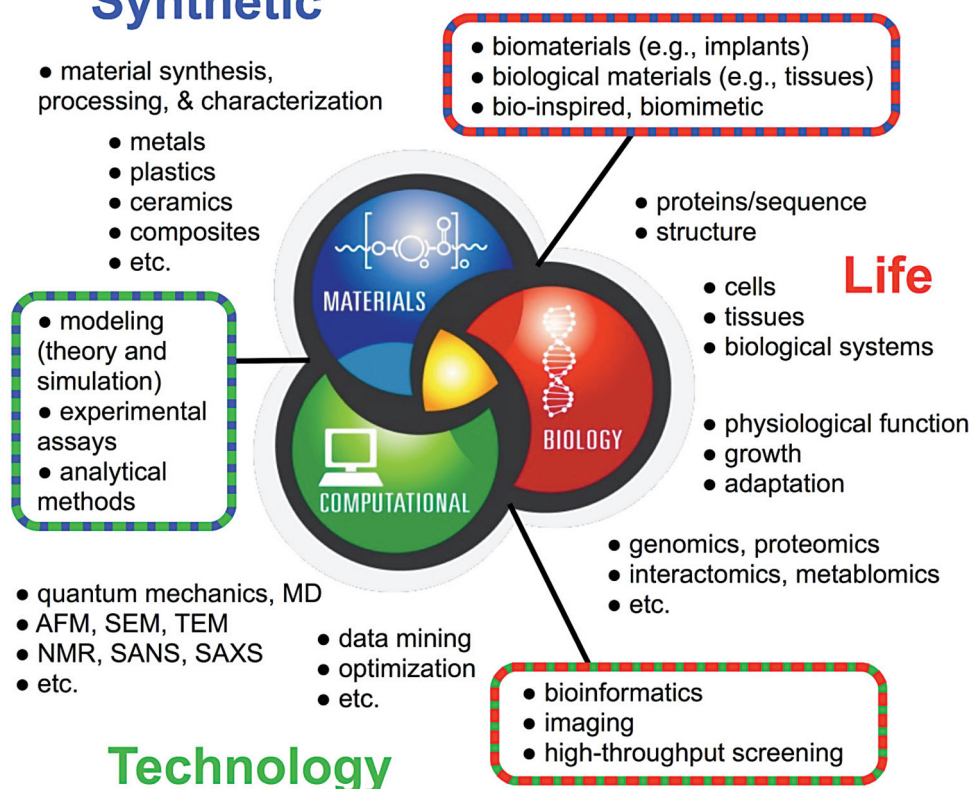 Synthetic
● material synthesis,
processing, & characterization
● metals
● plastics
● ceramics
● composites
● etc.
● biomaterials (e.g., implants)
● biological materials (e.g., tissues)
● bio-inspired, biomimetic
● proteins/sequence
● structure
Life
● cells
● tissues
● biological systems
● physiological function
● growth
● adaptation
● genomics, proteomics
● interactomics, metablomics
● etc.
MATERIALS
BIOLOGY
COMPUTATIONAL
● modeling
(theory and
simulation)
● experimental
assays
● analytical
methods
● quantum mechanics, MD
● AFM, SEM, TEM
● NMR, SANS, SAXS
● etc.
● data mining
● optimization
● etc.
● bioinformatics
● imaging
● high-throughput screening
Technology